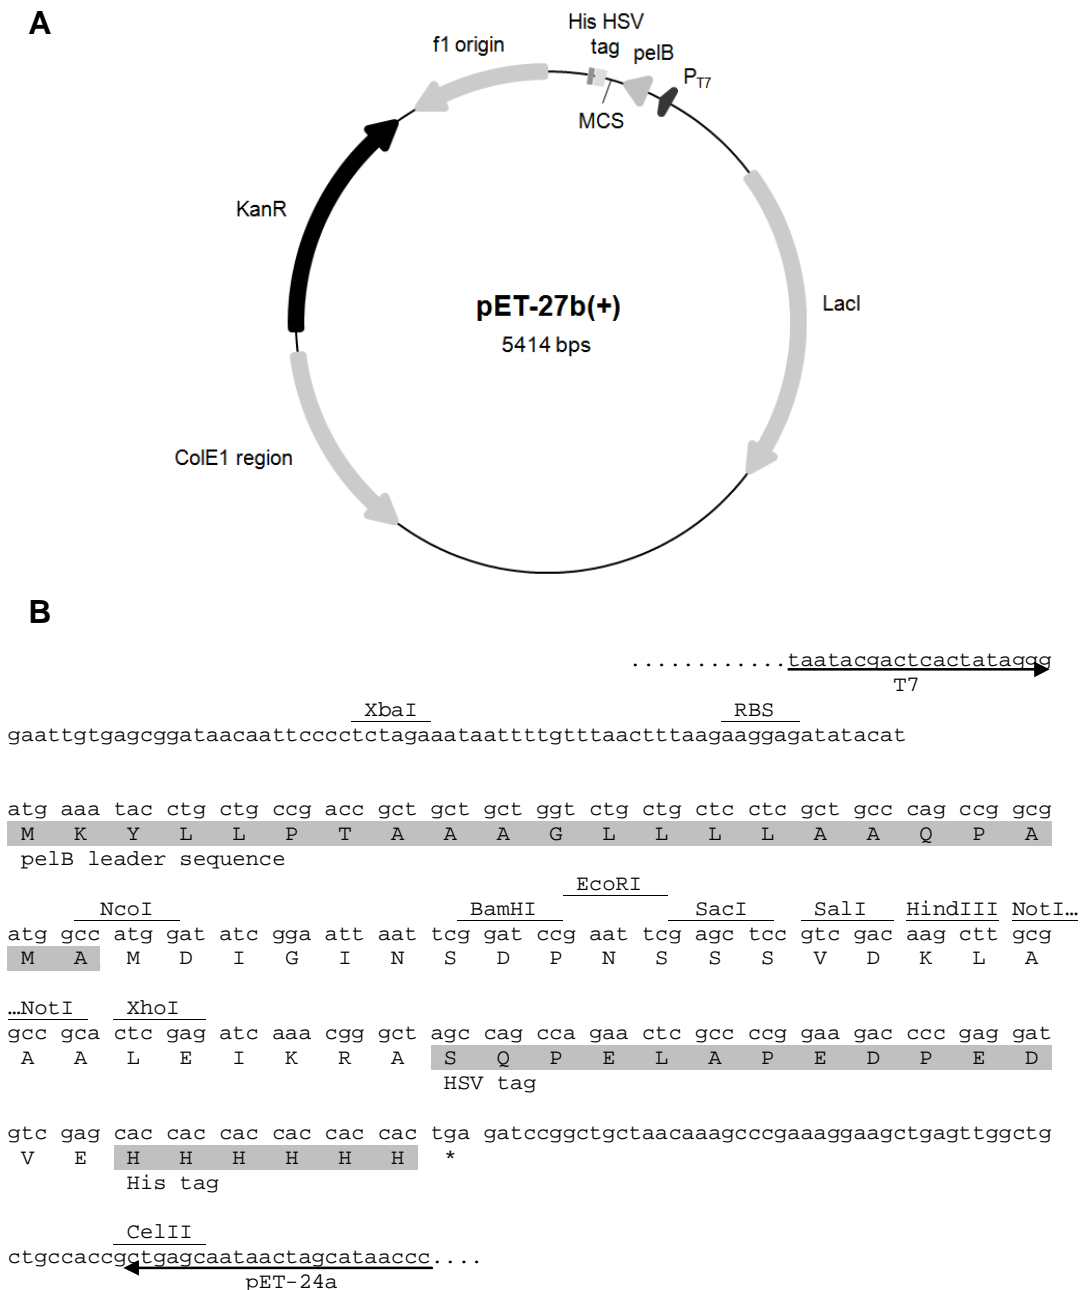 A
His HSV
tag
f1 origin
pelB
PT7
MCS
KanR
pET-27b(+)
5414 bps
LacI
ColE1 region
B
............taatacgactcactataggg
T7
XbaI RBS
gaattgtgagcggataacaattcccctctagaaataattttgtttaactttaagaaggagatatacat
atg aaa tac ctg ctg ccg acc gct gct gct ggt ctg ctg ctc ctc gct gcc cag ccg gcg
M K Y L L P T A A A G L L L L A A Q P A
pelB leader sequence
EcoRI
NcoI BamHI SacI SalI HindIII NotI…
atg gcc atg gat atc gga att aat tcg gat ccg aat tcg agc tcc gtc gac aag ctt gcg
M A M D I G I N S D P N S S S V D K L A
…NotI XhoI
gcc gca ctc gag atc aaa cgg gct agc cag cca gaa ctc gcc ccg gaa gac ccc gag gat
A A L E I K R A S Q P E L A P E D P E D
HSV tag
gtc gag cac cac cac cac cac cac tga gatccggctgctaacaaagcccgaaaggaagctgagttggctg
V E H H H H H H *
His tag
CelII
ctgccaccgctgagcaataactagcataaccc....
pET-24a